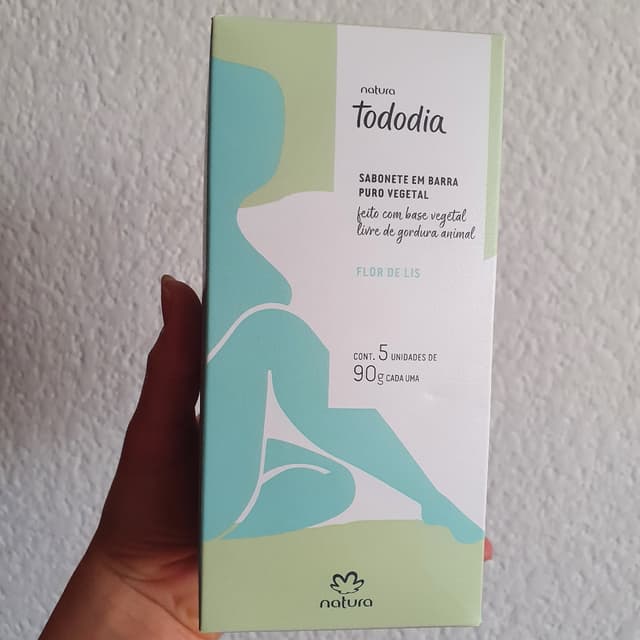 natura
tododia
SABONETE EM BARRA
PURO VEGETAL
feito com base vegetal
livre de gordura animal
FLOR DE LIS
CONT. 5 UNIDADES DE
90g CADA UMA
natura